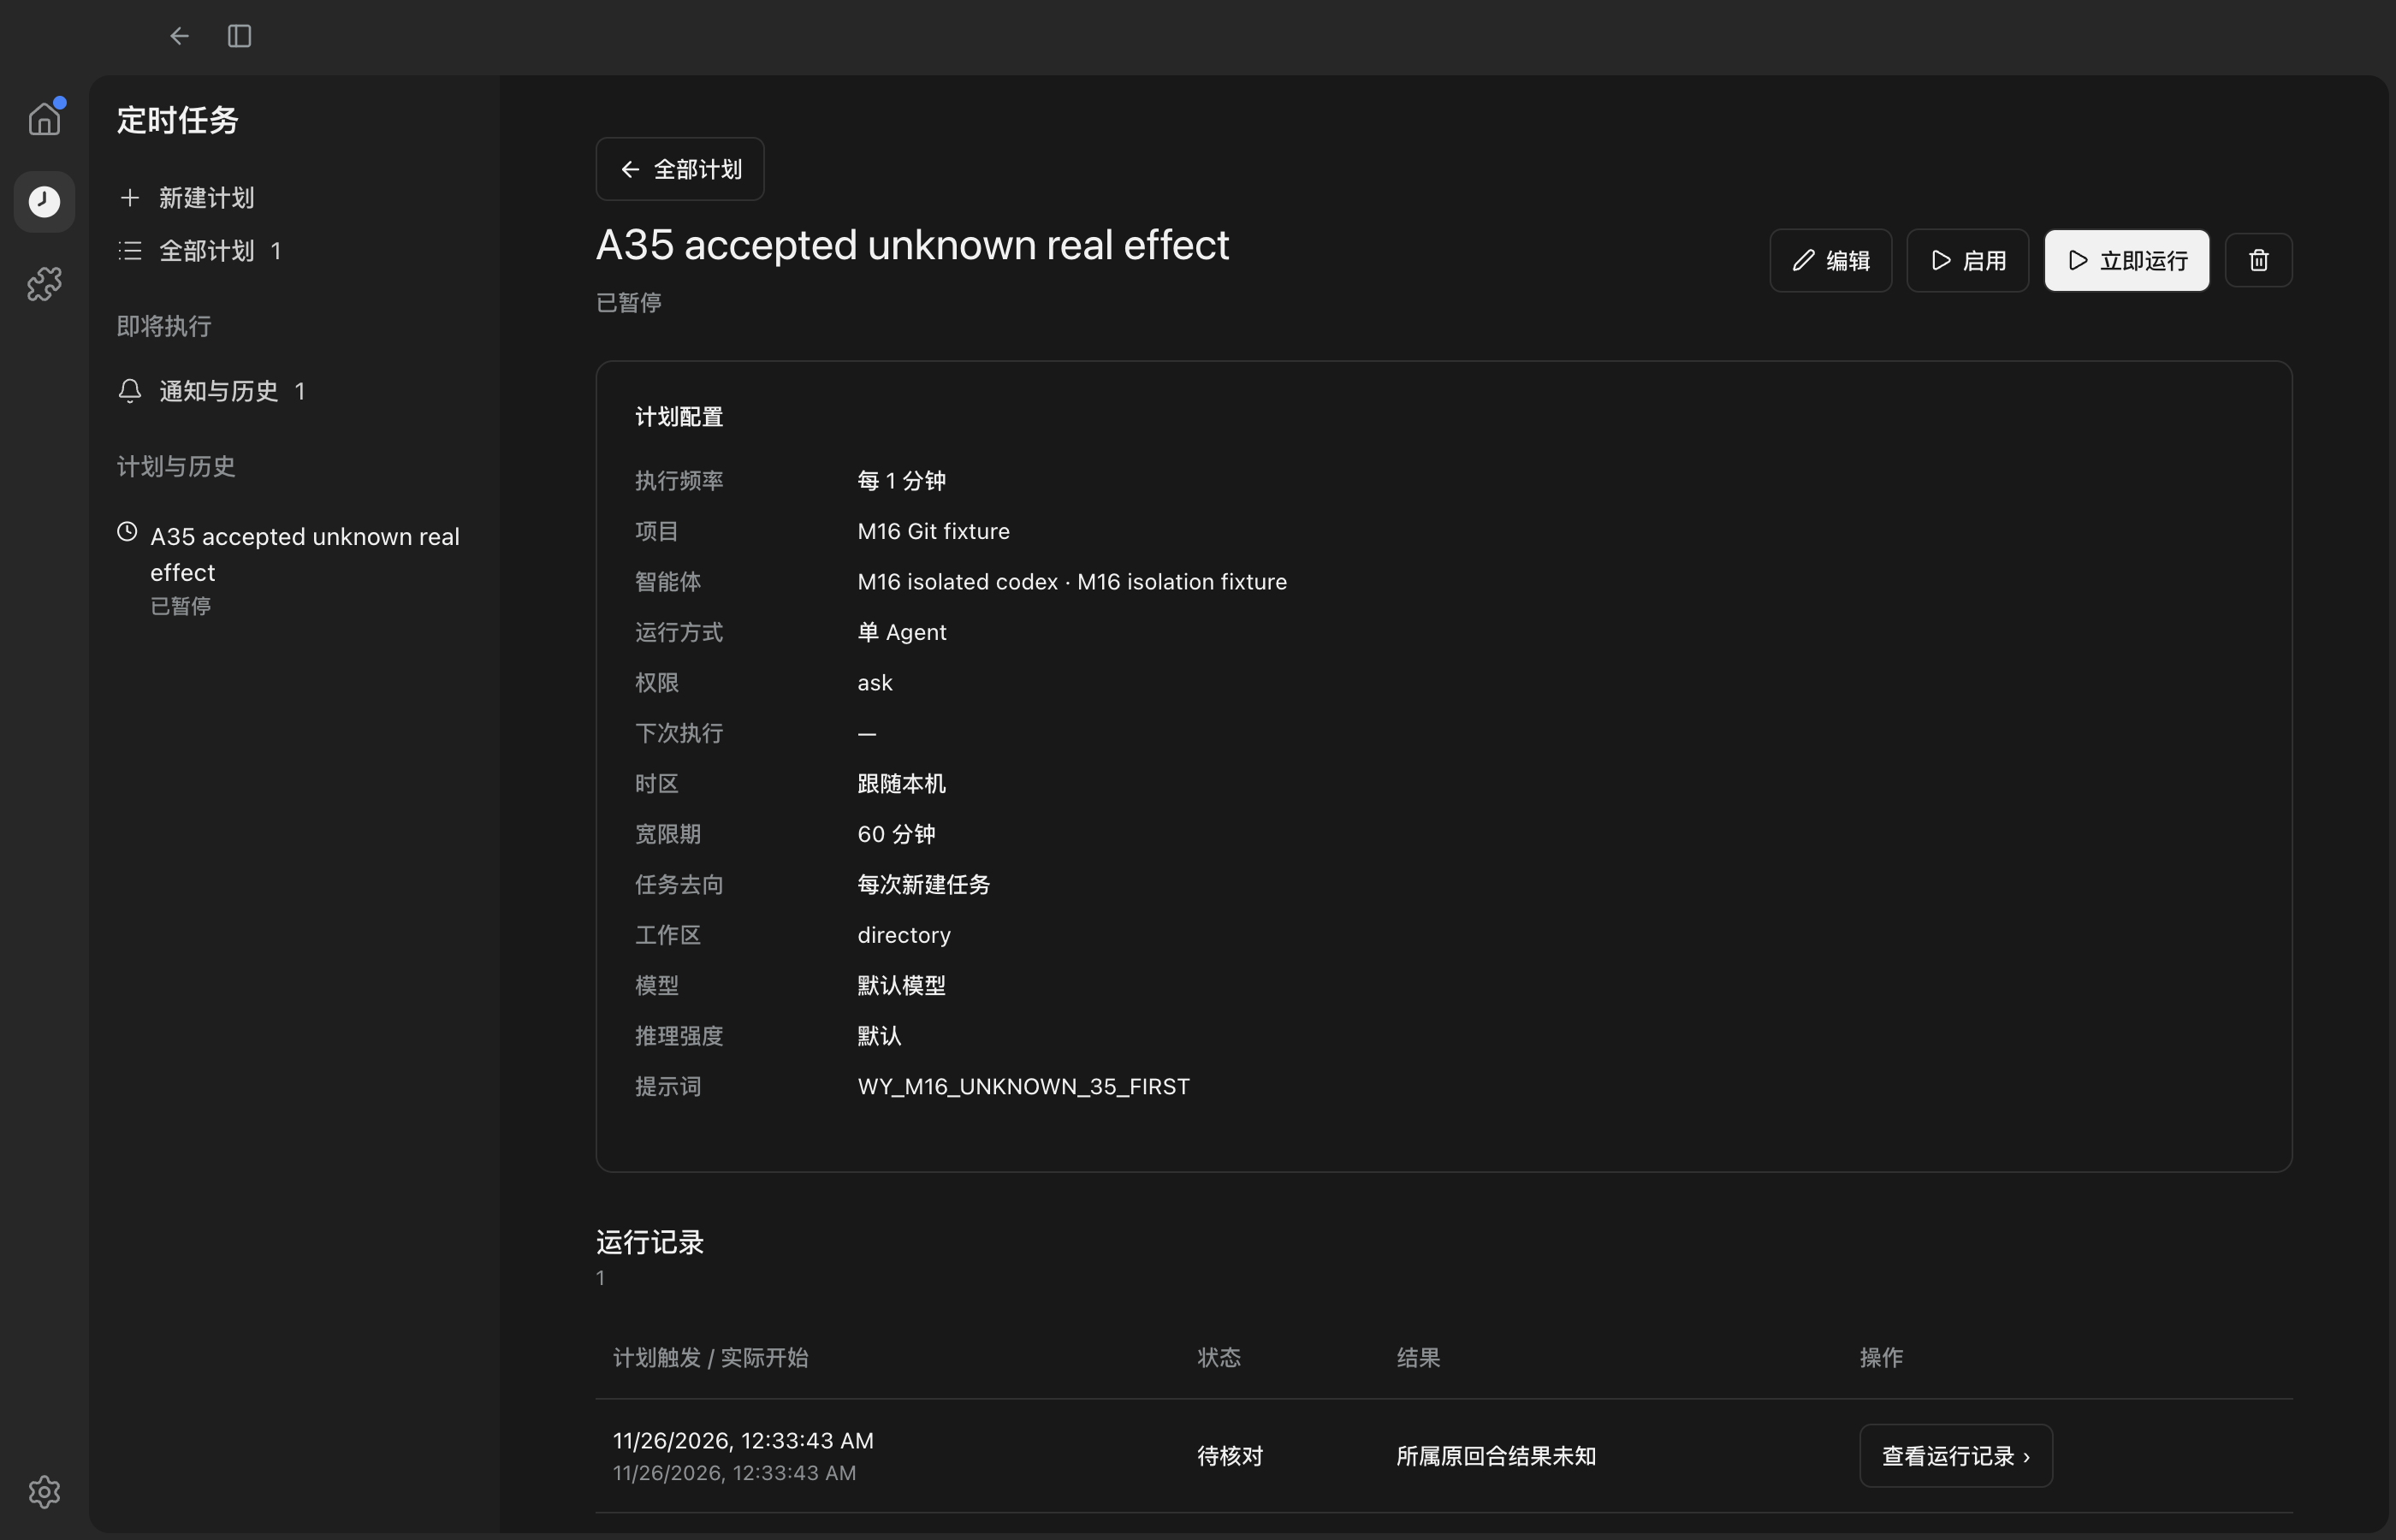 定时任务
新建计划
全部计划 1
即将执行
通知与历史 1
计划与历史
A35 accepted unknown real
effect
已暂停
全部计划
A35 accepted unknown real effect
已暂停
编辑
启用
立即运行
计划配置
执行频率 每 1 分钟
项目 M16 Git fixture
智能体 M16 isolated codex · M16 isolation fixture
运行方式 单 Agent
权限 ask
下次执行 —
时区 跟随本机
宽限期 60 分钟
任务去向 每次新建任务
工作区 directory
模型 默认模型
推理强度 默认
提示词 WY_M16_UNKNOWN_35_FIRST
运行记录
1
计划触发 / 实际开始 状态 结果 操作
11/26/2026, 12:33:43 AM
11/26/2026, 12:33:43 AM
待核对
所属原回合结果未知
查看运行记录 ›